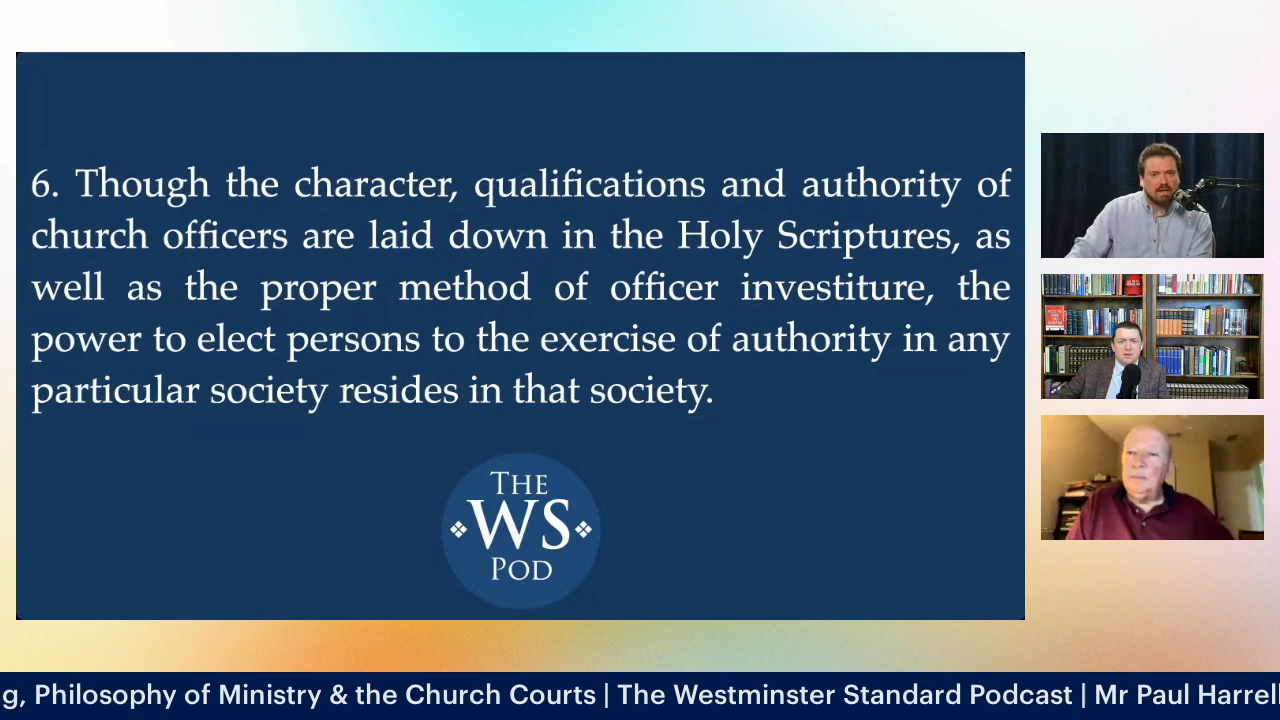 6. Though the character, qualifications and authority of
church officers are laid down in the Holy Scriptures, as
well as the proper method of officer investiture, the
power to elect persons to the exercise of authority in any
particular society resides in that society.
THE
WS
POD
g, Philosophy of Ministry & the Church Courts | The Westminster Standard Podcast | Mr Paul Harrell